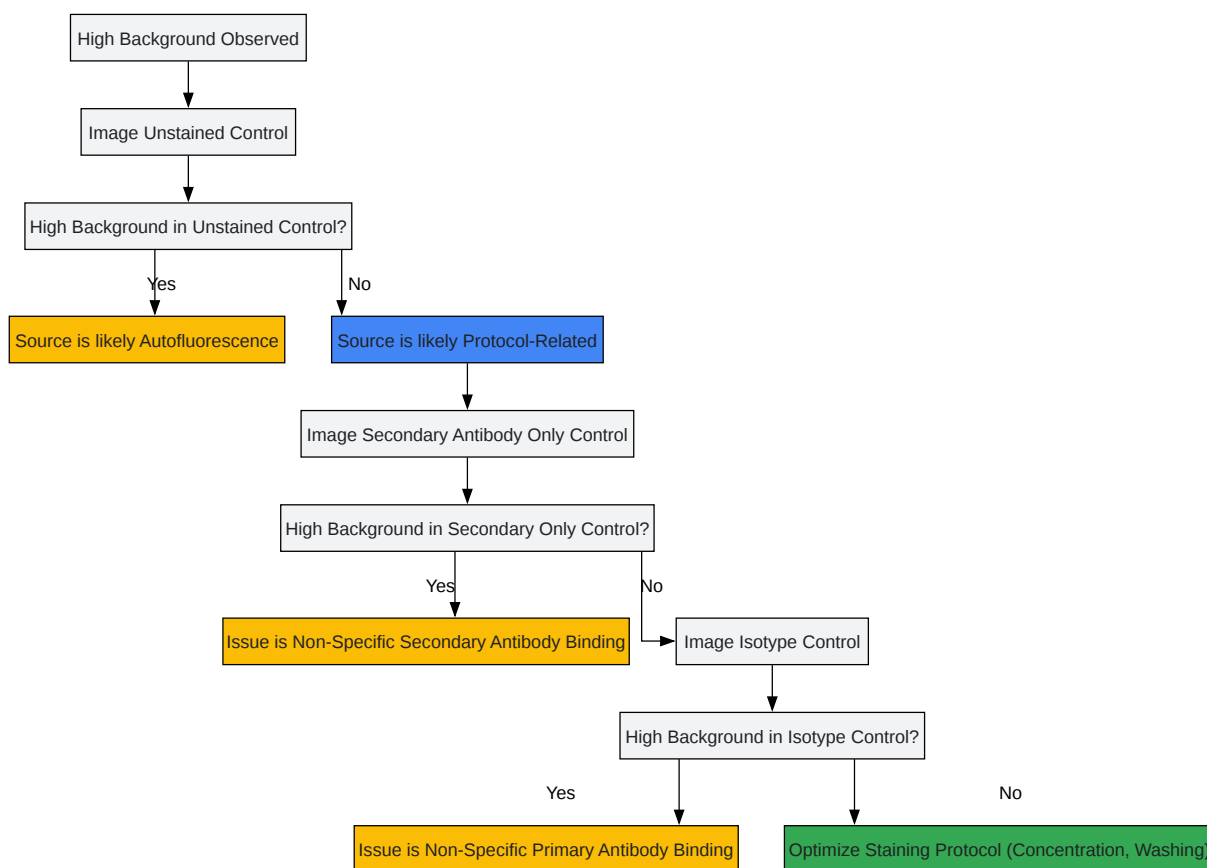 High Background Observed
Image Unstained Control
High Background in Unstained Control?
Yes
No
Source is likely Autofluorescence
Source is likely Protocol-Related
Image Secondary Antibody Only Control
High Background in Secondary Only Control?
Yes
No
Issue is Non-Specific Secondary Antibody Binding
Image Isotype Control
High Background in Isotype Control?
Yes
No
Issue is Non-Specific Primary Antibody Binding
Optimize Staining Protocol (Concentration, Washing)